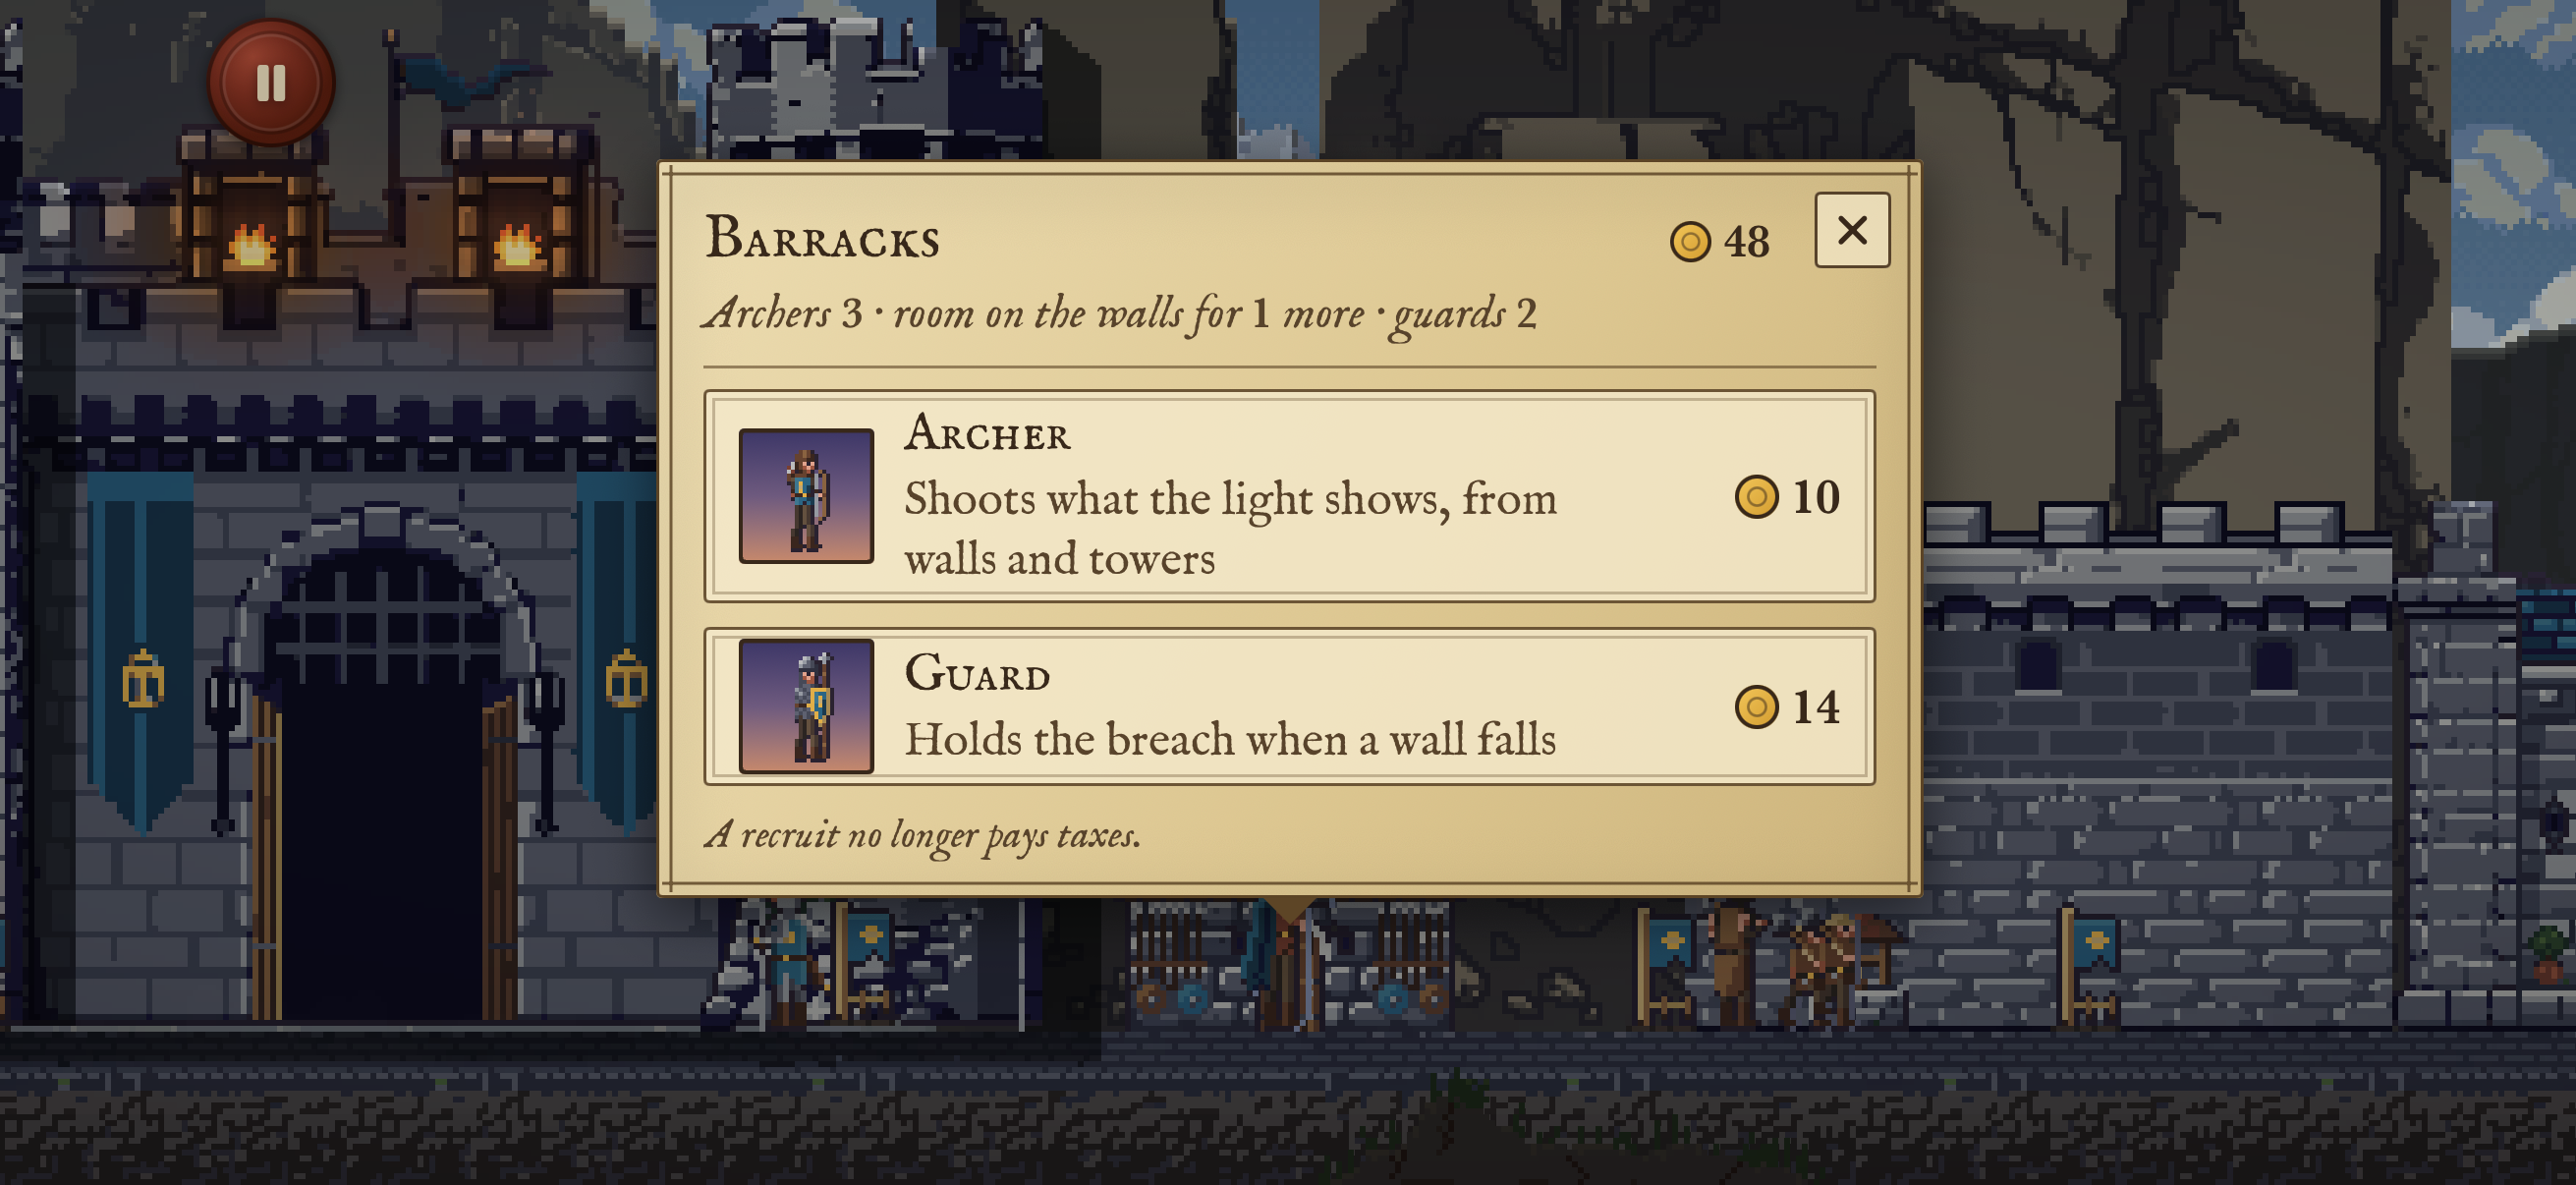 Barracks
48
Archers 3 · room on the walls for 1 more · guards 2
Archer
Shoots what the light shows, from
walls and towers
10
Guard
Holds the breach when a wall falls
14
A recruit no longer pays taxes.